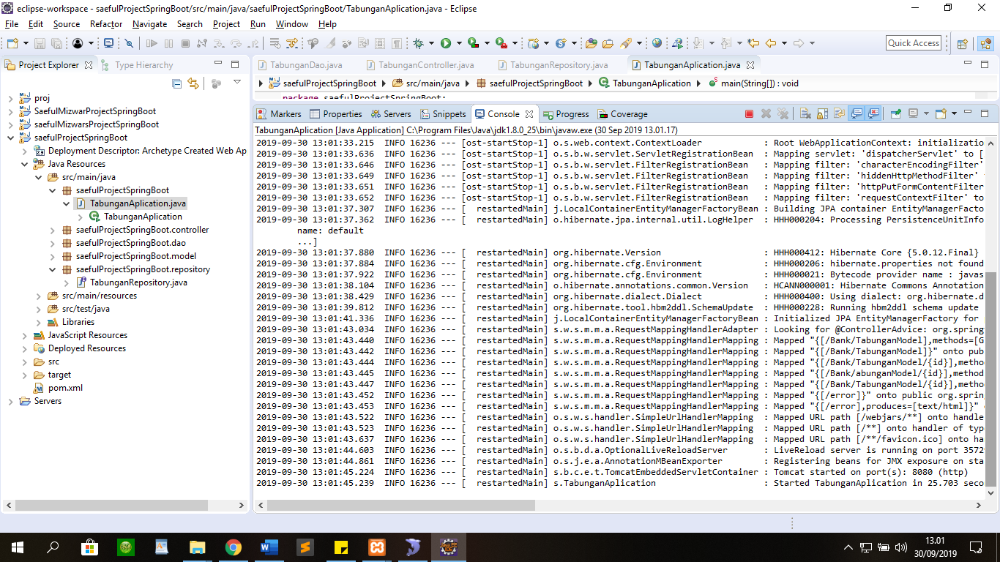 eclipse-workspace - saefulProjectSpringBoot/src/main/java/saefulProjectSpringBoot/TabunganAplication.java - Eclipse
File Edit Source Refactor Navigate Search Project Run Window Help
Quick Access
Project Explorer Type Hierarchy
TabunganDao.java TabunganController.java TabunganRepository.java TabunganAplication.java
saefulProjectSpringBoot src/main/java saefulProjectSpringBoot TabunganAplication main(String[]) : void
package saefulProjectSpringBoot;
proj
SaefulMizwarProjectSpringBoot
saefulMizwarProjectSpringBoot
saefulProjectSpringBoot
Deployment Descriptor: Archetype Created Web Ap
Java Resources
src/main/java
saefulProjectSpringBoot
TabunganAplication.java
TabunganAplication
saefulProjectSpringBoot.controller
saefulProjectSpringBoot.dao
saefulProjectSpringBoot.model
saefulProjectSpringBoot.repository
TabunganRepository.java
src/main/resources
src/test/java
Libraries
JavaScript Resources
Deployed Resources
src
target
pom.xml
Servers
Markers Properties Servers Snippets Console Progress Coverage
TabunganAplication [Java Application] C:\Program Files\Java\jdk1.8.0_25\bin\javaw.exe (30 Sep 2019 13.01.17)
2019-09-30 13:01:33.215 INFO 16236 --- [ost-startStop-1] o.s.web.context.ContextLoader : Root WebApplicationContext: initializatio
2019-09-30 13:01:33.636 INFO 16236 --- [ost-startStop-1] o.s.b.w.servlet.ServletRegistrationBean : Mapping servlet: 'dispatcherServlet' to [
2019-09-30 13:01:33.646 INFO 16236 --- [ost-startStop-1] o.s.b.w.servlet.FilterRegistrationBean : Mapping filter: 'characterEncodingFilter'
2019-09-30 13:01:33.649 INFO 16236 --- [ost-startStop-1] o.s.b.w.servlet.FilterRegistrationBean : Mapping filter: 'hiddenHttpMethodFilter'
2019-09-30 13:01:33.651 INFO 16236 --- [ost-startStop-1] o.s.b.w.servlet.FilterRegistrationBean : Mapping filter: 'httpPutFormContentFilter
2019-09-30 13:01:33.652 INFO 16236 --- [ost-startStop-1] o.s.b.w.servlet.FilterRegistrationBean : Mapping filter: 'requestContextFilter' to
2019-09-30 13:01:37.307 INFO 16236 --- [ restartedMain] j.LocalContainerEntityManagerFactoryBean : Building JPA container EntityManagerFacto
2019-09-30 13:01:37.362 INFO 16236 --- [ restartedMain] o.hibernate.jpa.internal.util.LogHelper : HHH000204: Processing PersistenceUnitInfo
name: default
...]
2019-09-30 13:01:37.880 INFO 16236 --- [ restartedMain] org.hibernate.Version : HHH000412: Hibernate Core {5.0.12.Final}
2019-09-30 13:01:37.884 INFO 16236 --- [ restartedMain] org.hibernate.cfg.Environment : HHH000206: hibernate.properties not found
2019-09-30 13:01:37.922 INFO 16236 --- [ restartedMain] org.hibernate.cfg.Environment : HHH000021: Bytecode provider name : javas
2019-09-30 13:01:38.104 INFO 16236 --- [ restartedMain] o.hibernate.annotations.common.Version : HCANN000001: Hibernate Commons Annotation
2019-09-30 13:01:38.429 INFO 16236 --- [ restartedMain] org.hibernate.dialect.Dialect : HHH000400: Using dialect: org.hibernate.d
2019-09-30 13:01:39.812 INFO 16236 --- [ restartedMain] org.hibernate.tool.hbm2ddl.SchemaUpdate : HHH000228: Running hbm2ddl schema update
2019-09-30 13:01:41.336 INFO 16236 --- [ restartedMain] j.LocalContainerEntityManagerFactoryBean : Initialized JPA EntityManagerFactory for
2019-09-30 13:01:43.034 INFO 16236 --- [ restartedMain] s.w.s.m.m.a.RequestMappingHandlerAdapter : Looking for @ControllerAdvice: org.spring
2019-09-30 13:01:43.440 INFO 16236 --- [ restartedMain] s.w.s.m.m.a.RequestMappingHandlerMapping : Mapped "{[/Bank/TabunganModel],methods=[G
2019-09-30 13:01:43.442 INFO 16236 --- [ restartedMain] s.w.s.m.m.a.RequestMappingHandlerMapping : Mapped "{[/Bank/TabunganModel]}" onto pub
2019-09-30 13:01:43.444 INFO 16236 --- [ restartedMain] s.w.s.m.m.a.RequestMappingHandlerMapping : Mapped "{[/Bank/TabunganModel/{id}],metho
2019-09-30 13:01:43.445 INFO 16236 --- [ restartedMain] s.w.s.m.m.a.RequestMappingHandlerMapping : Mapped "{[/Bank/abunganModel/{id}],method
2019-09-30 13:01:43.447 INFO 16236 --- [ restartedMain] s.w.s.m.m.a.RequestMappingHandlerMapping : Mapped "{[/Bank/TabunganModel/{id}],metho
2019-09-30 13:01:43.452 INFO 16236 --- [ restartedMain] s.w.s.m.m.a.RequestMappingHandlerMapping : Mapped "{[/error]}" onto public org.sprin
2019-09-30 13:01:43.453 INFO 16236 --- [ restartedMain] s.w.s.m.m.a.RequestMappingHandlerMapping : Mapped "{[/error],produces=[text/html]}"
2019-09-30 13:01:43.522 INFO 16236 --- [ restartedMain] o.s.w.s.handler.SimpleUrlHandlerMapping : Mapped URL path [/webjars/**] onto handle
2019-09-30 13:01:43.523 INFO 16236 --- [ restartedMain] o.s.w.s.handler.SimpleUrlHandlerMapping : Mapped URL path [/**] onto handler of typ
2019-09-30 13:01:43.637 INFO 16236 --- [ restartedMain] o.s.w.s.handler.SimpleUrlHandlerMapping : Mapped URL path [/**/favicon.ico] onto ha
2019-09-30 13:01:44.603 INFO 16236 --- [ restartedMain] o.s.b.d.a.OptionalLiveReloadServer : LiveReload server is running on port 35729
2019-09-30 13:01:44.861 INFO 16236 --- [ restartedMain] o.s.j.e.a.AnnotationMBeanExporter : Registering beans for JMX exposure on sta
2019-09-30 13:01:45.224 INFO 16236 --- [ restartedMain] s.b.c.e.t.TomcatEmbeddedServletContainer : Tomcat started on port(s): 8080 (http)
2019-09-30 13:01:45.239 INFO 16236 --- [ restartedMain] s.TabunganAplication : Started TabunganAplication in 25.703 seco
13.01
30/09/2019